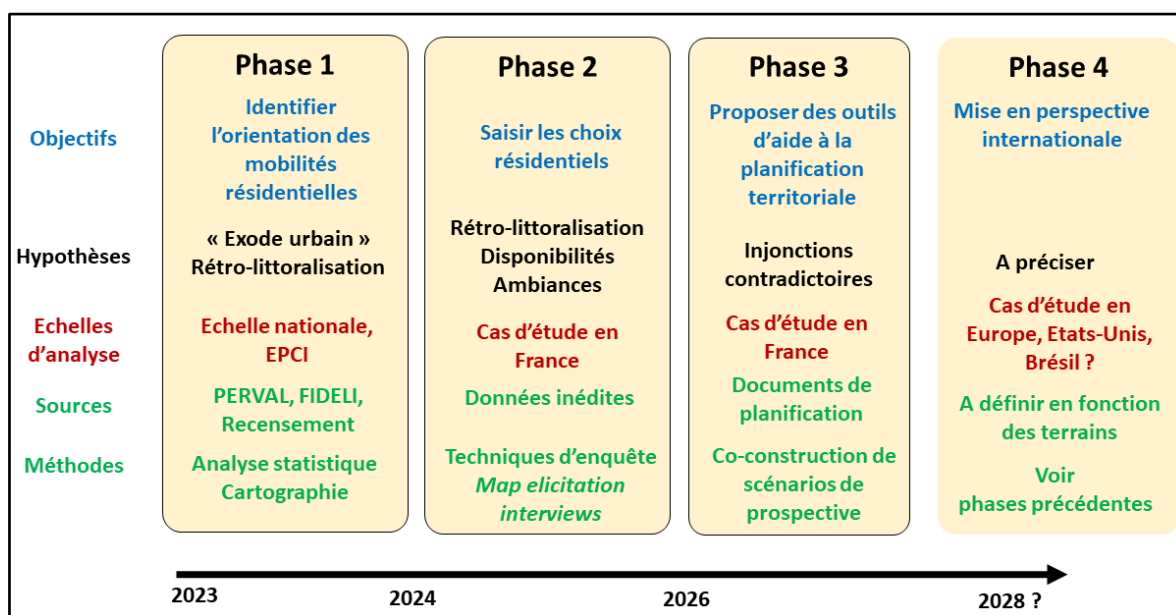 Phase 1
Phase 2
Phase 3
Phase 4
Objectifs
Identifier
l'orientation des
mobilités
résidentielles
Saisir les choix
résidentiels
Proposer des outils
d'aide à la
planification
territoriale
Mise en perspective
internationale
Hypothèses
« Exode urbain »
Rétro-littoralisation
Rétro-littoralisation
Disponibilités
Ambiances
Injonctions
contradictoires
A préciser
Echelles
d'analyse
Echelle nationale,
EPCI
Cas d'étude en
France
Cas d'étude en
France
Cas d'étude en
Europe, Etats-Unis,
Brésil ?
Sources
PERVAL, FIDELI,
Recensement
Données inédites
Documents de
planification
A définir en fonction
des terrains
Méthodes
Analyse statistique
Cartographie
Techniques d'enquête
Map elicitation
interviews
Co-construction de
scénarios de
prospective
Voir
phases précédentes
2023
2024
2026
2028 ?